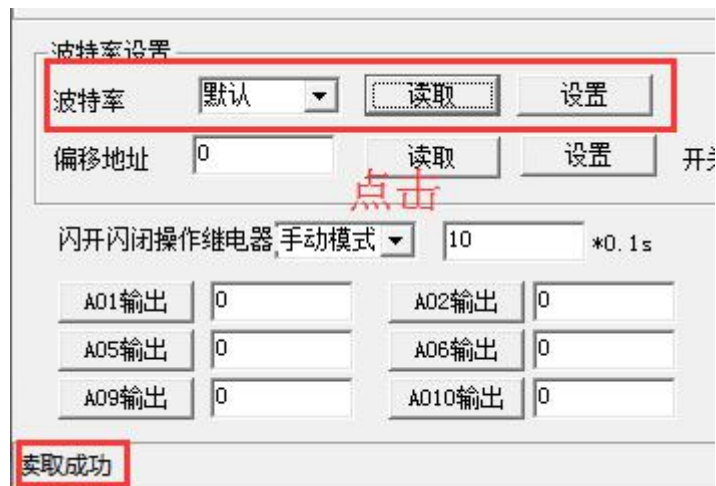 波特率设置
波特率 默认 读取 设置
偏移地址 0 读取 设置 开关
点击
闪开闪闭操作继电器 手动模式 10 *0.1s
A01输出 0 A02输出 0
A05输出 0 A06输出 0
A09输出 0 A010输出 0
读取成功